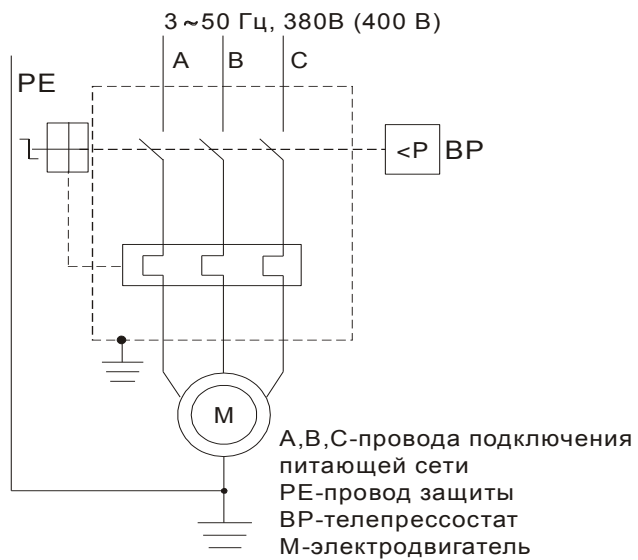 3 ~50 Гц, 380В (400 В)
A B C
PE
<P BP
M
A,B,C-провода подключения
питающей сети
PE-провод защиты
BP-телепрессостат
М-электродвигатель